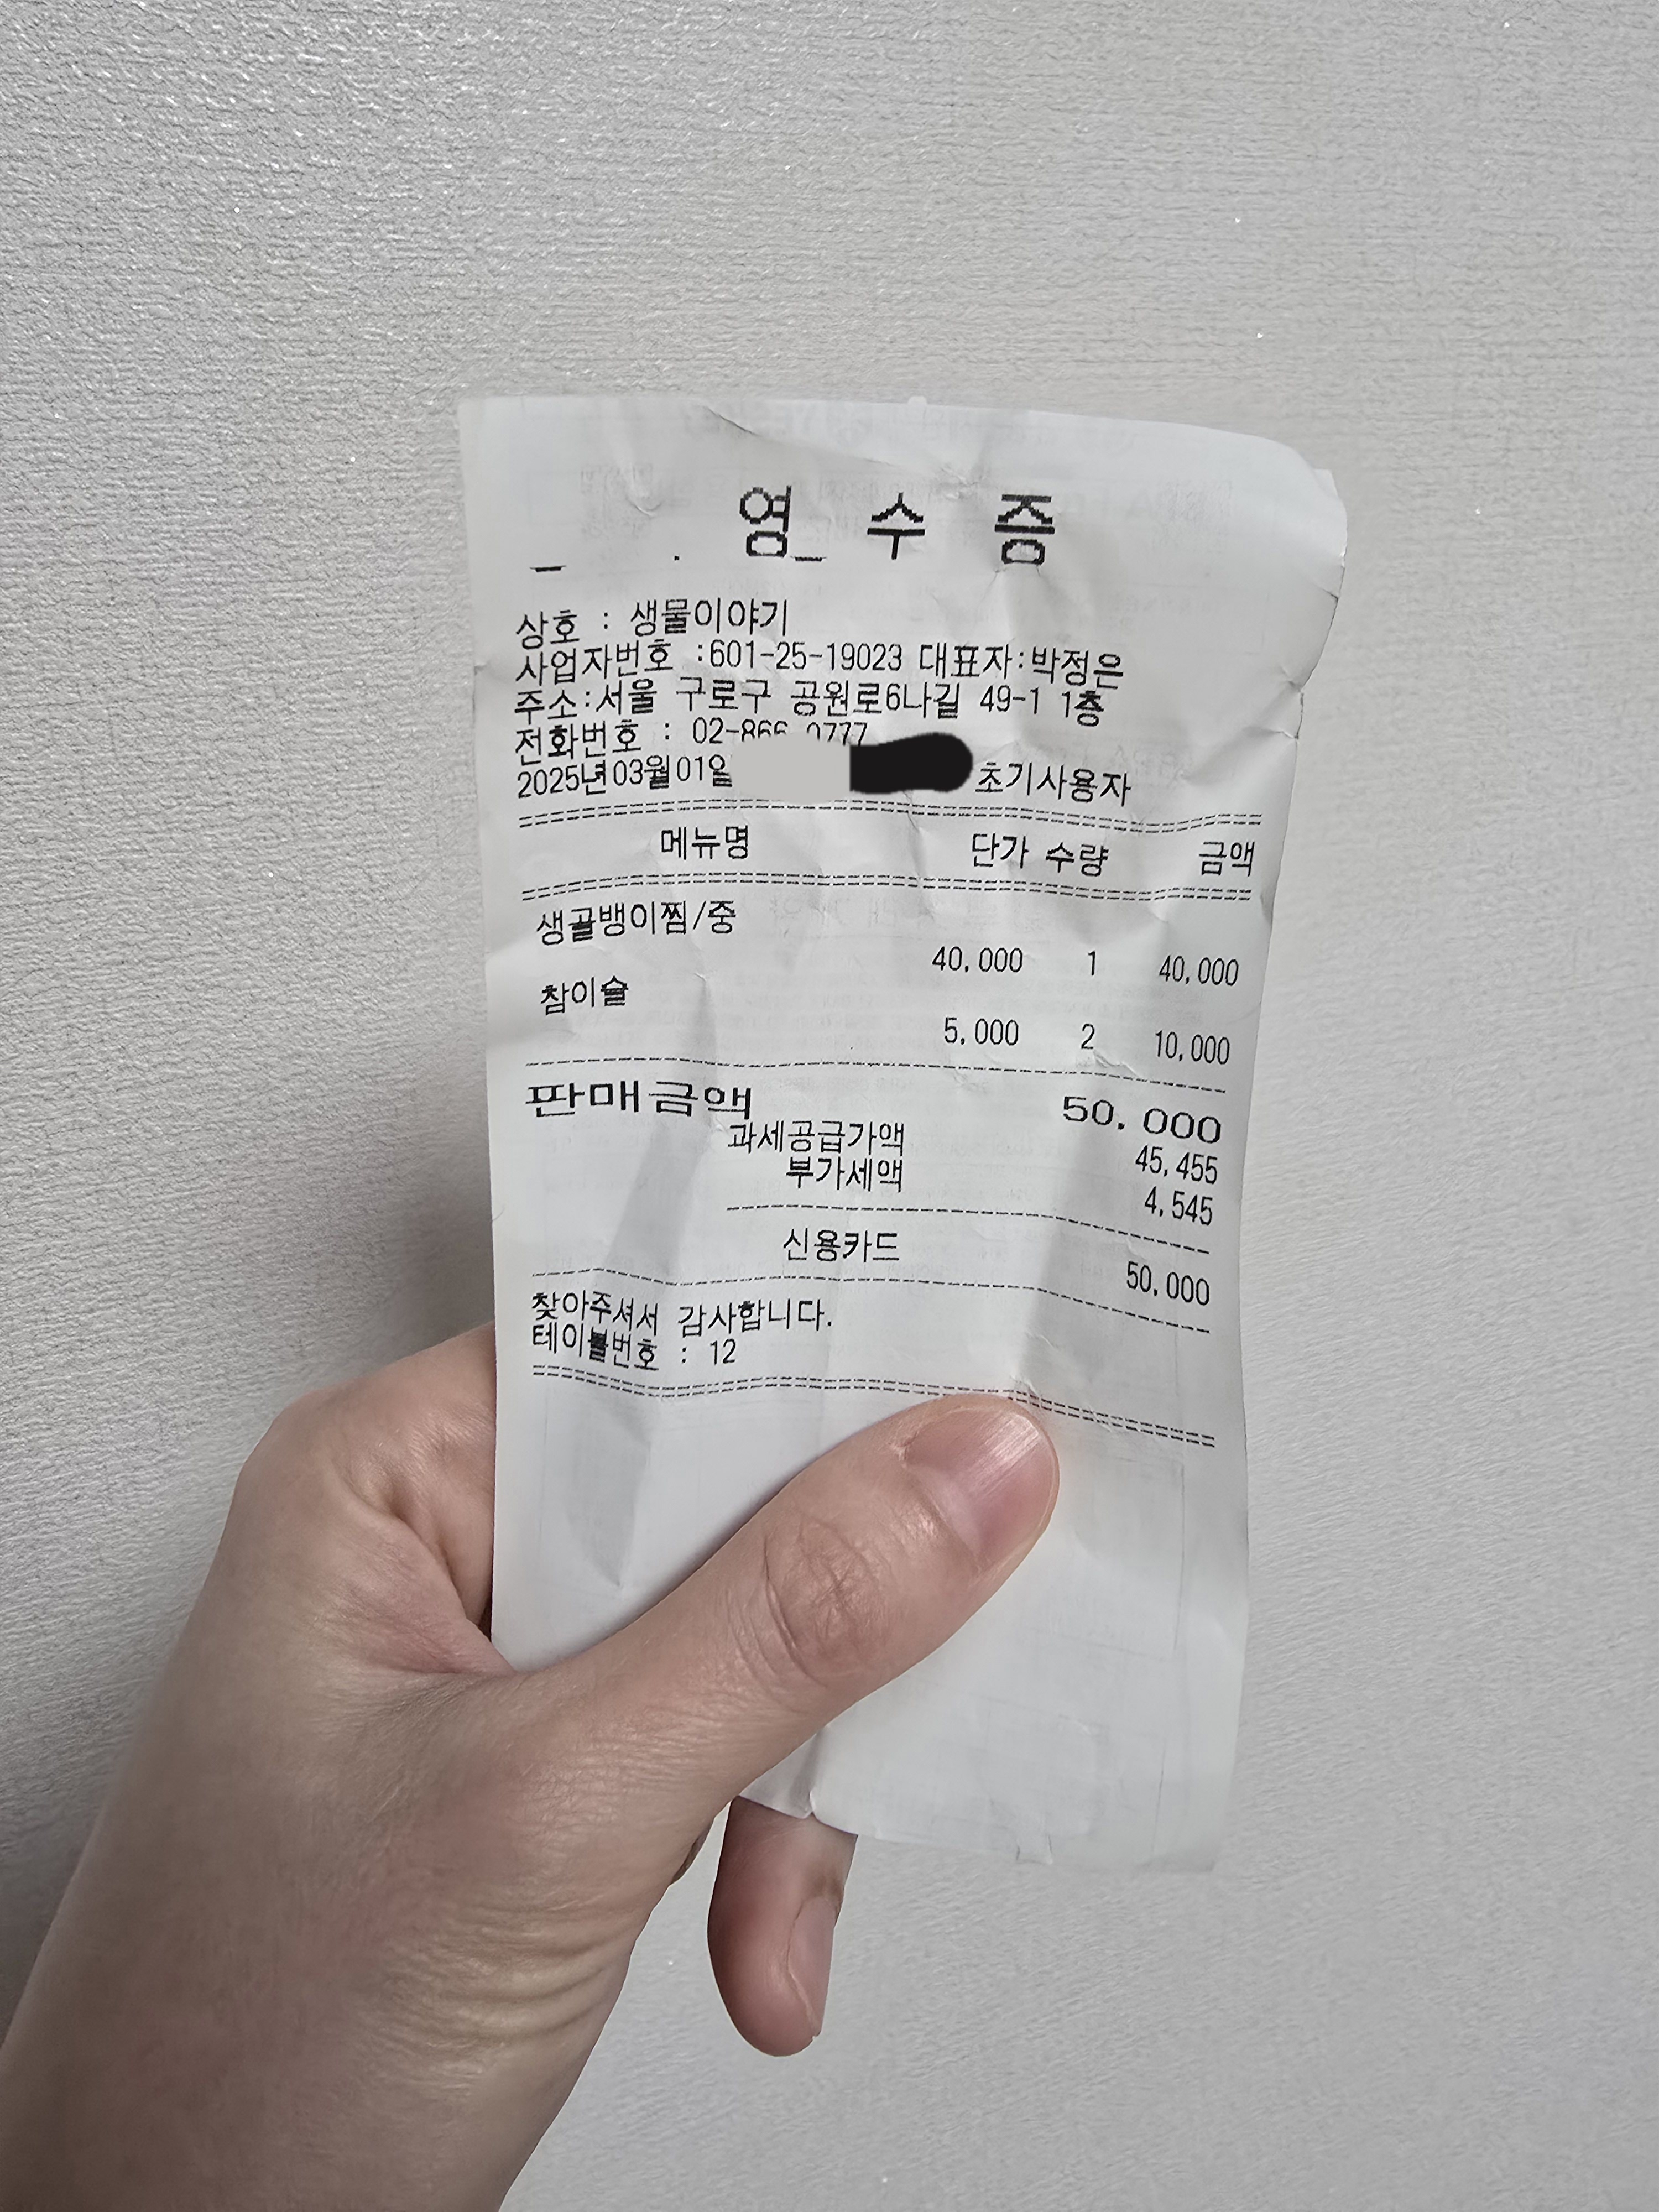 영 수 증
상호 : 생물이야기
사업자번호 :601-25-19023 대표자:박정은
주소:서울 구로구 공원로6나길 49-1 1층
전화번호 : 02-866-0777
2025년03월01일 초기사용자
메뉴명 단가 수량 금액
생골뱅이찜/중
40,000 1 40,000
참이슬
5,000 2 10,000
판매금액 50,000
과세공급가액 45,455
부가세액 4,545
신용카드 50,000
찾아주셔서 감사합니다.
테이블번호 : 12